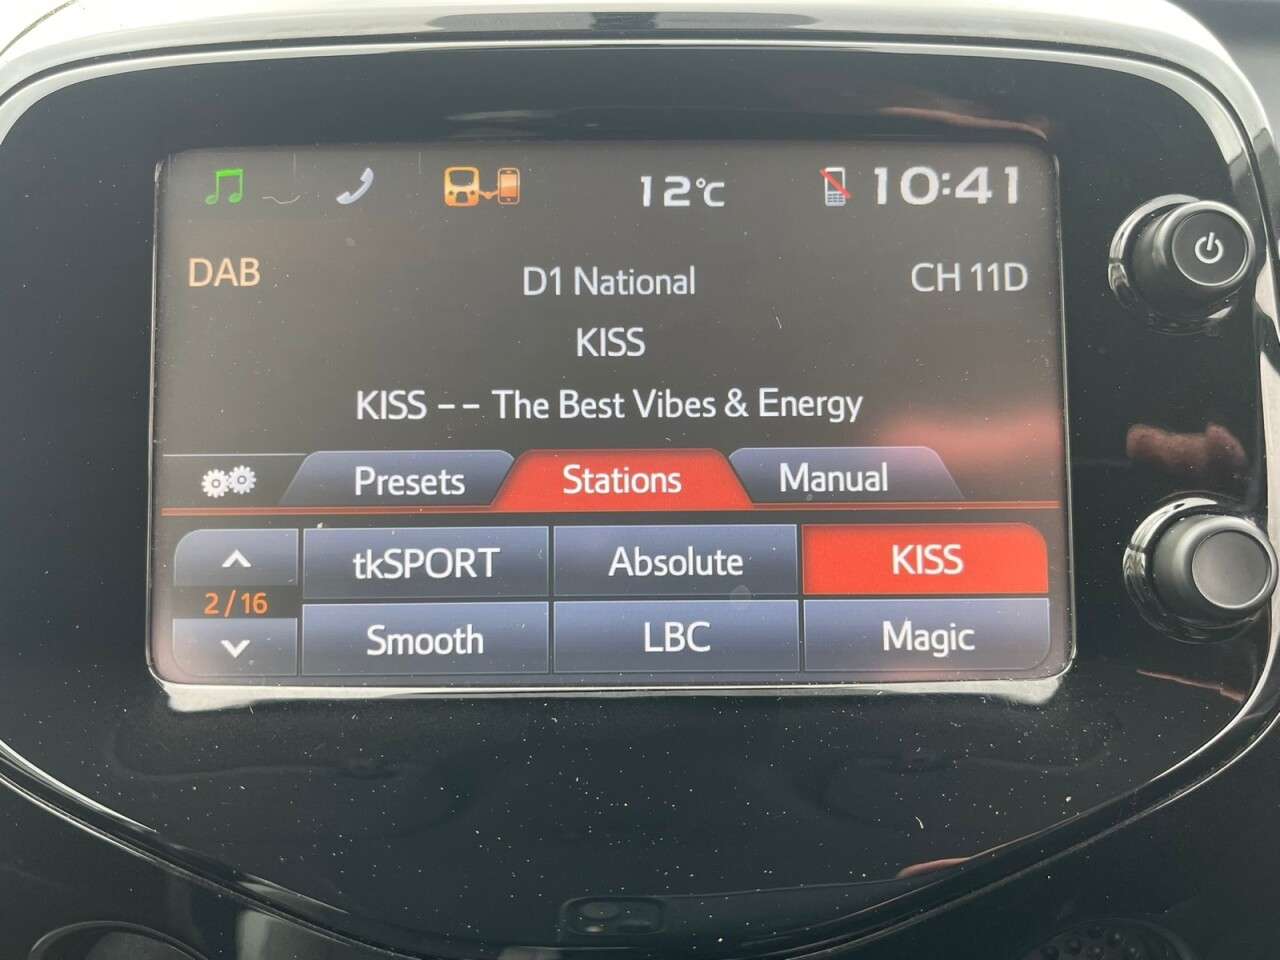 12°C 10:41
DAB D1 National CH 11D
KISS
KISS -- The Best Vibes & Energy
Presets Stations Manual
tkSPORT Absolute KISS
2/16
Smooth LBC Magic